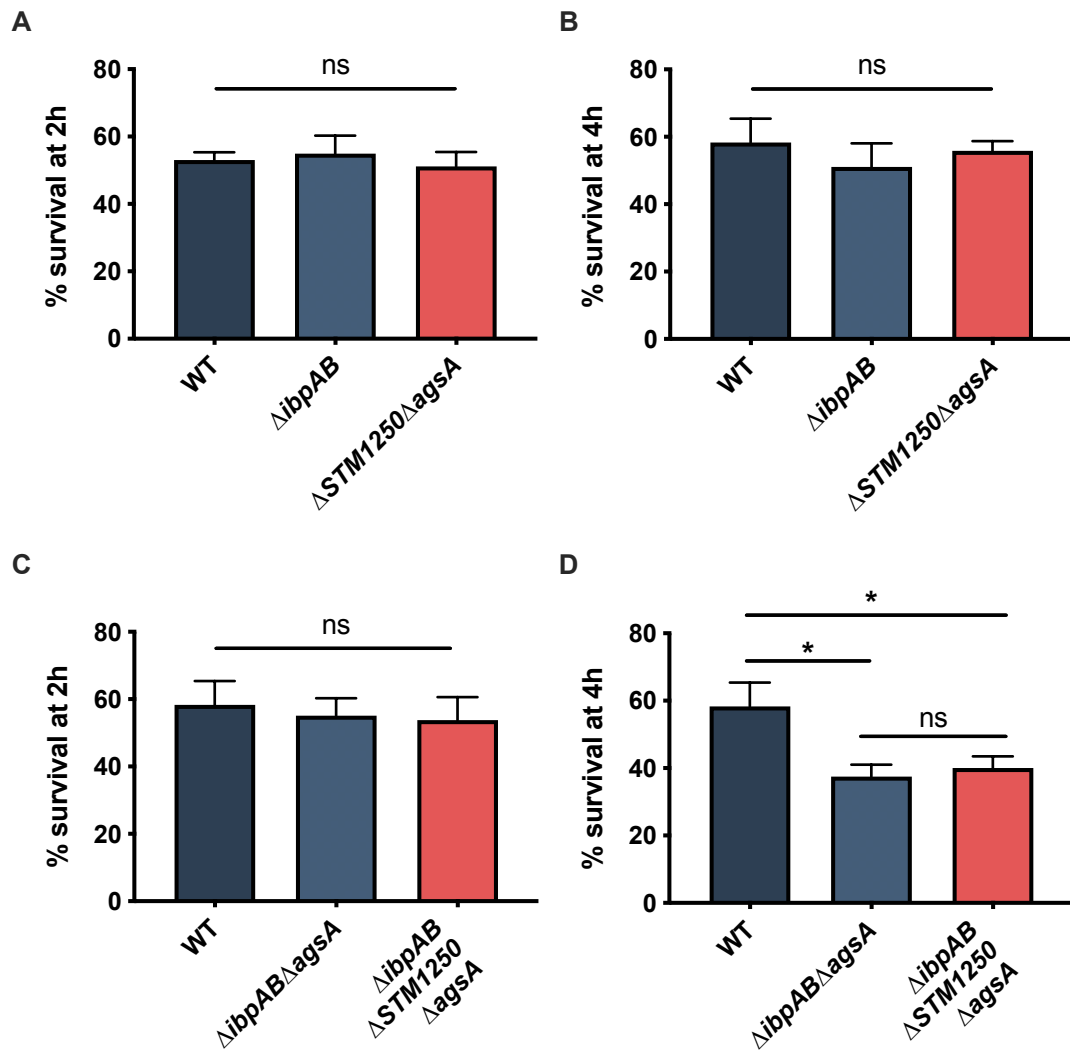 A
% survival at 2h
80
60
40
20
0
ns
WT
ΔibpAB
ΔSTM1250ΔagsA
B
% survival at 4h
80
60
40
20
0
ns
WT
ΔibpAB
ΔSTM1250ΔagsA
C
% survival at 2h
80
60
40
20
0
ns
WT
ΔibpABΔagsA
ΔibpAB
ΔSTM1250
ΔagsA
D
% survival at 4h
80
60
40
20
0
*
*
ns
WT
ΔibpABΔagsA
ΔibpAB
ΔSTM1250
ΔagsA